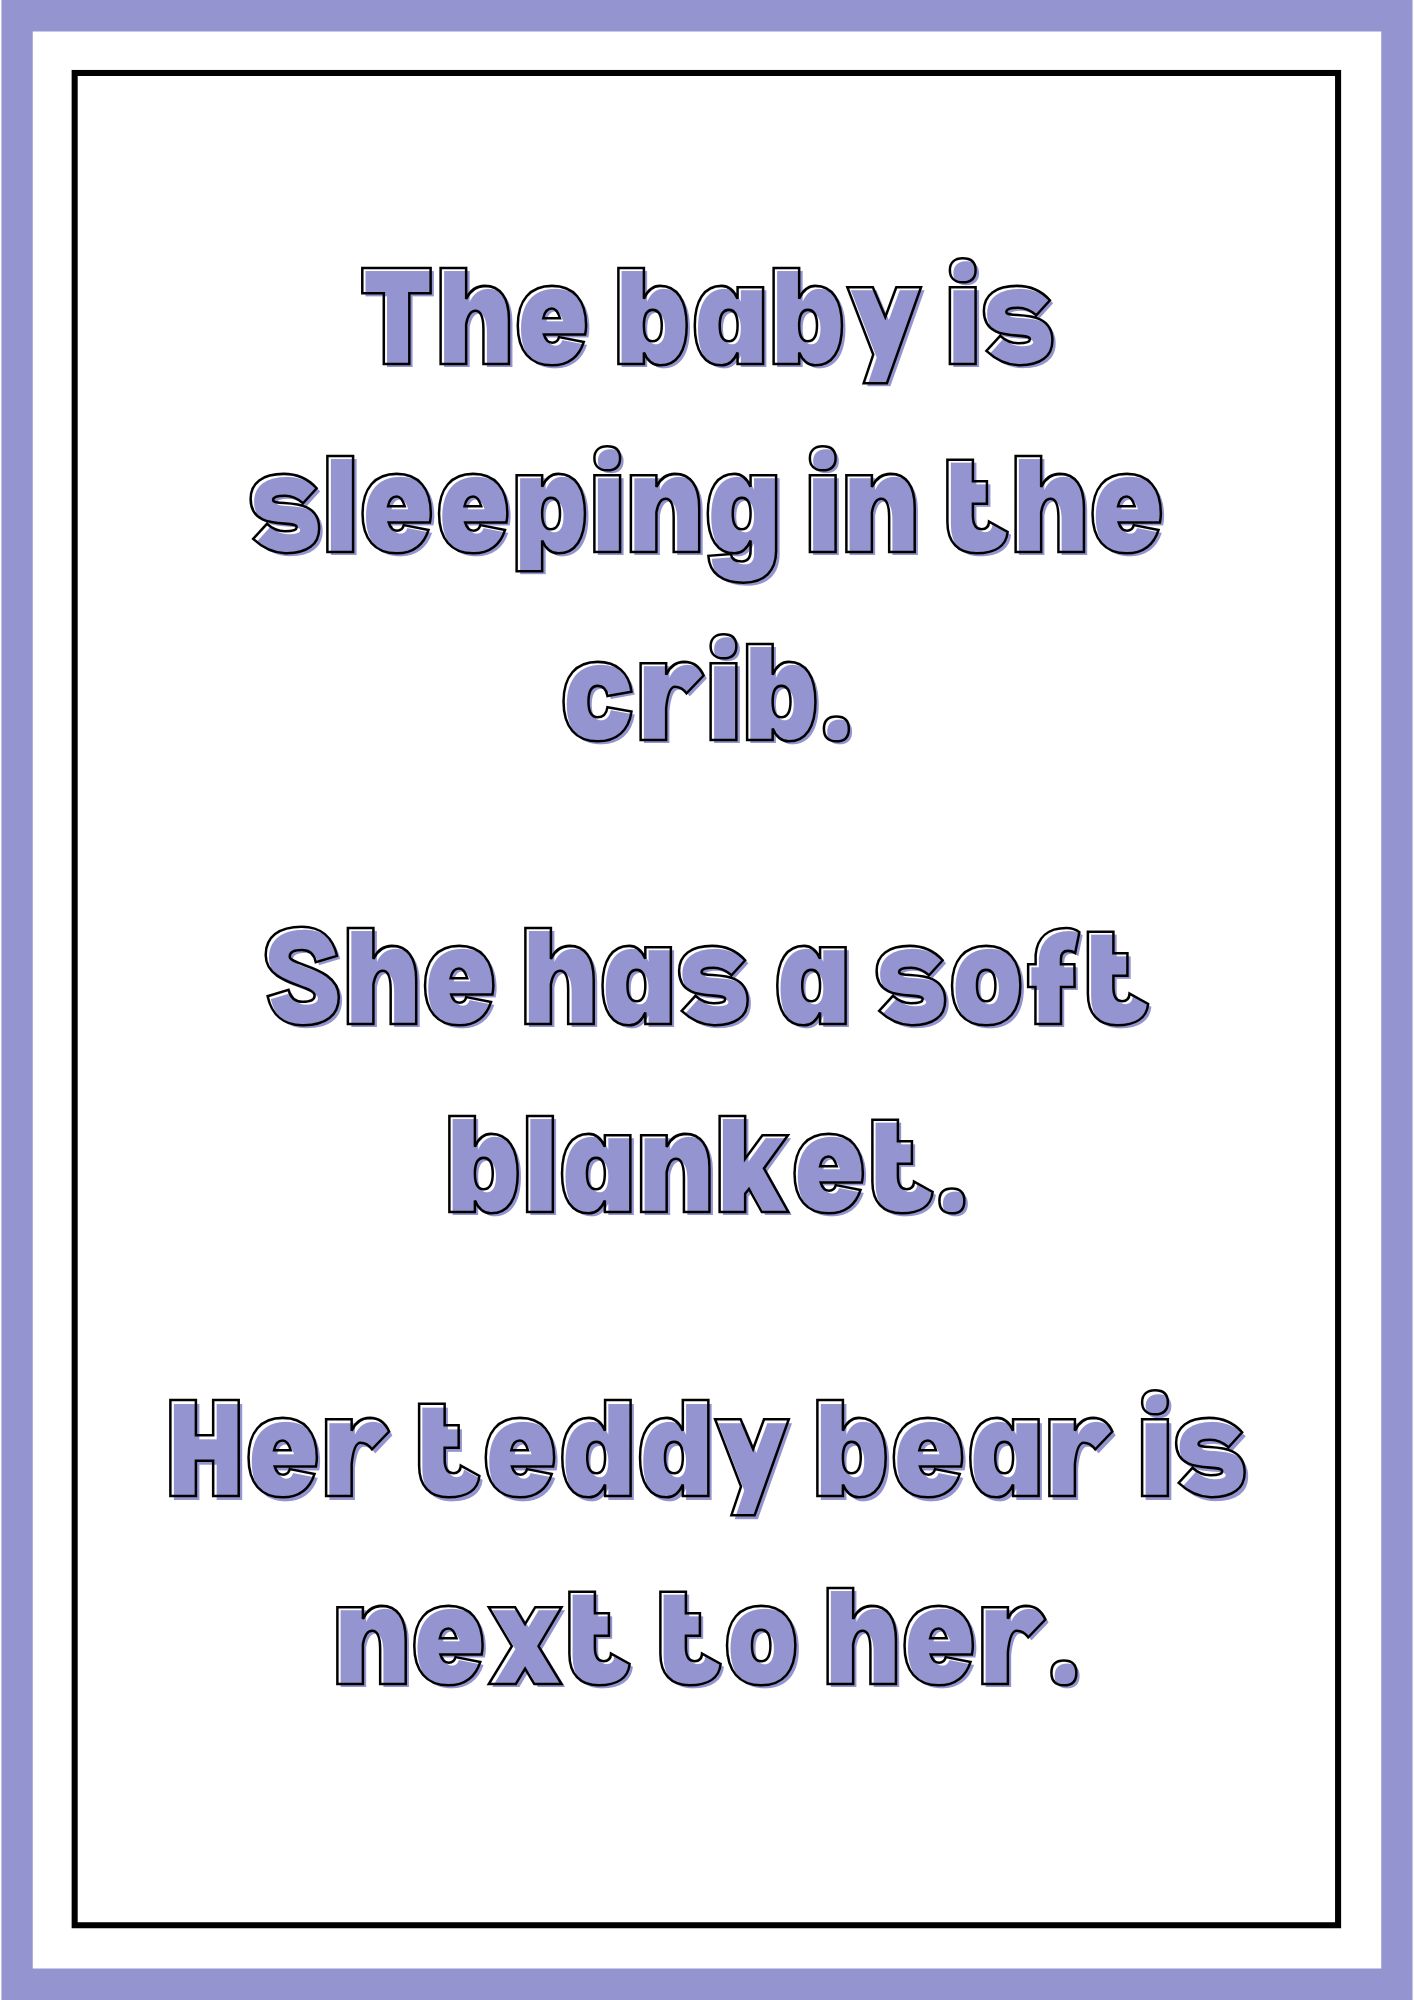 The baby is
sleeping in the
crib.
She has a soft
blanket.
Her teddy bear is
next to her.